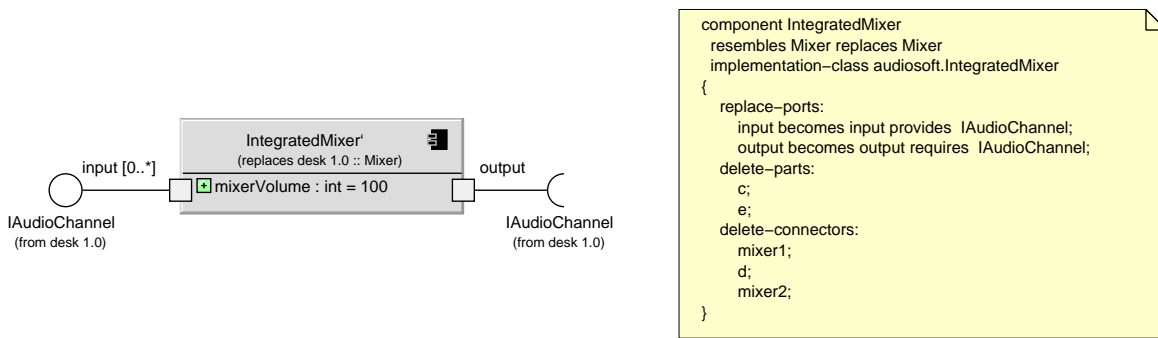 IntegratedMixer‘
(replaces desk 1.0 :: Mixer)
input [0..*]
mixerVolume : int = 100
output
IAudioChannel
(from desk 1.0)
IAudioChannel
(from desk 1.0)
component IntegratedMixer
resembles Mixer replaces Mixer
implementation−class audiosoft.IntegratedMixer
{
replace−ports:
input becomes input provides  IAudioChannel;
output becomes output requires  IAudioChannel;
delete−parts:
c;
e;
delete−connectors:
mixer1;
d;
mixer2;
}